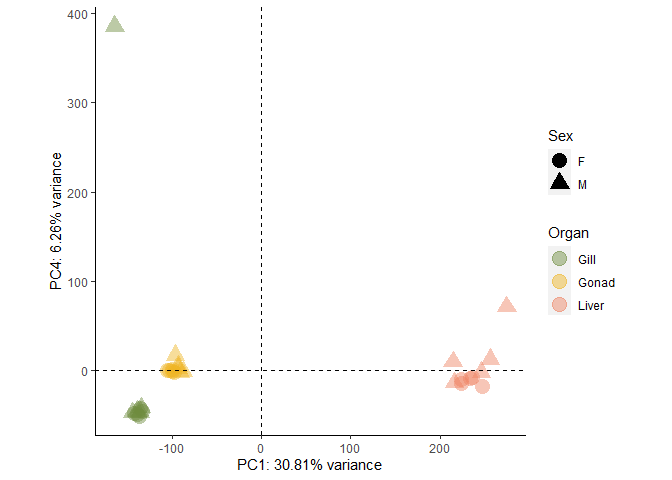 400
300
200
100
0
PC4: 6.26% variance
-100
0
100
200
PC1: 30.81% variance
Sex
F
M
Organ
Gill
Gonad
Liver